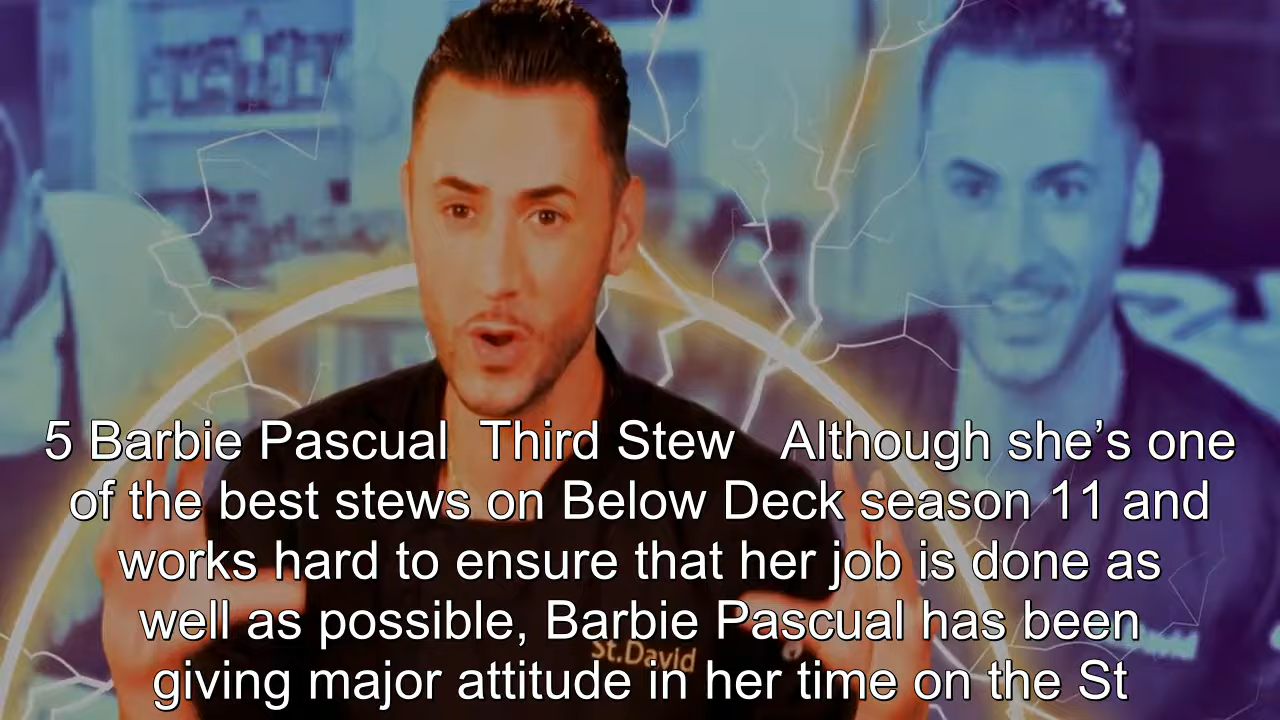 5 Barbie Pascual  Third Stew   Although she’s one
of the best stews on Below Deck season 11 and
works hard to ensure that her job is done as
well as possible, Barbie Pascual has been
St.David
giving major attitude in her time on the St